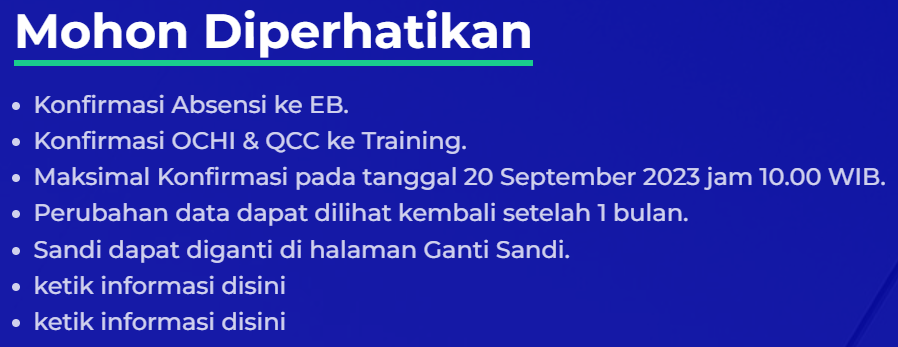 Mohon Diperhatikan
• Konfirmasi Absensi ke EB.
• Konfirmasi OCHI & QCC ke Training.
• Maksimal Konfirmasi pada tanggal 20 September 2023 jam 10.00 WIB.
• Perubahan data dapat dilihat kembali setelah 1 bulan.
• Sandi dapat diganti di halaman Ganti Sandi.
• ketik informasi disini
• ketik informasi disini